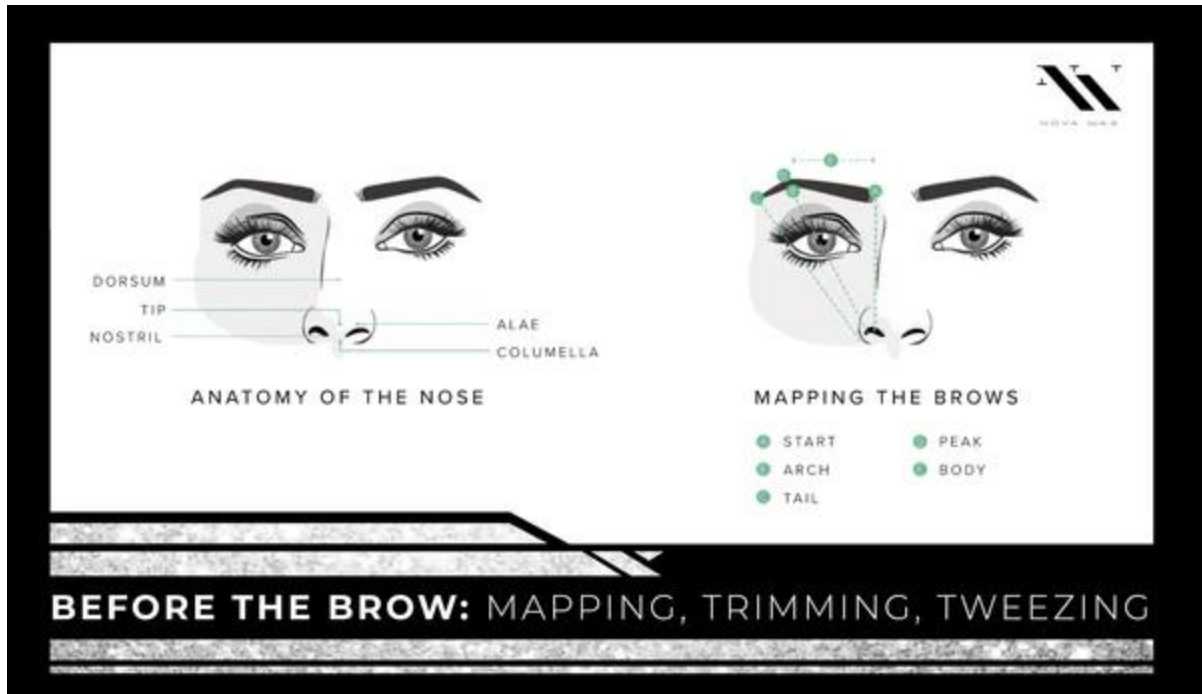 NOVA WAX
DORSUM
TIP
NOSTRIL
ALAE
COLUMELLA
ANATOMY OF THE NOSE
MAPPING THE BROWS
START
ARCH
TAIL
PEAK
BODY
BEFORE THE BROW: MAPPING, TRIMMING, TWEEZING